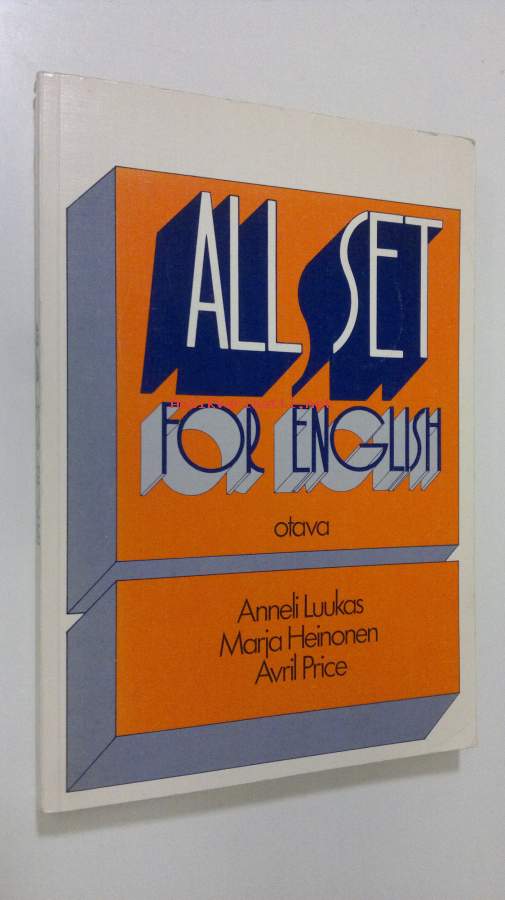 ALL SET
FOR ENGLISH
otava
Anneli Luukas
Marja Heinonen
Avril Price